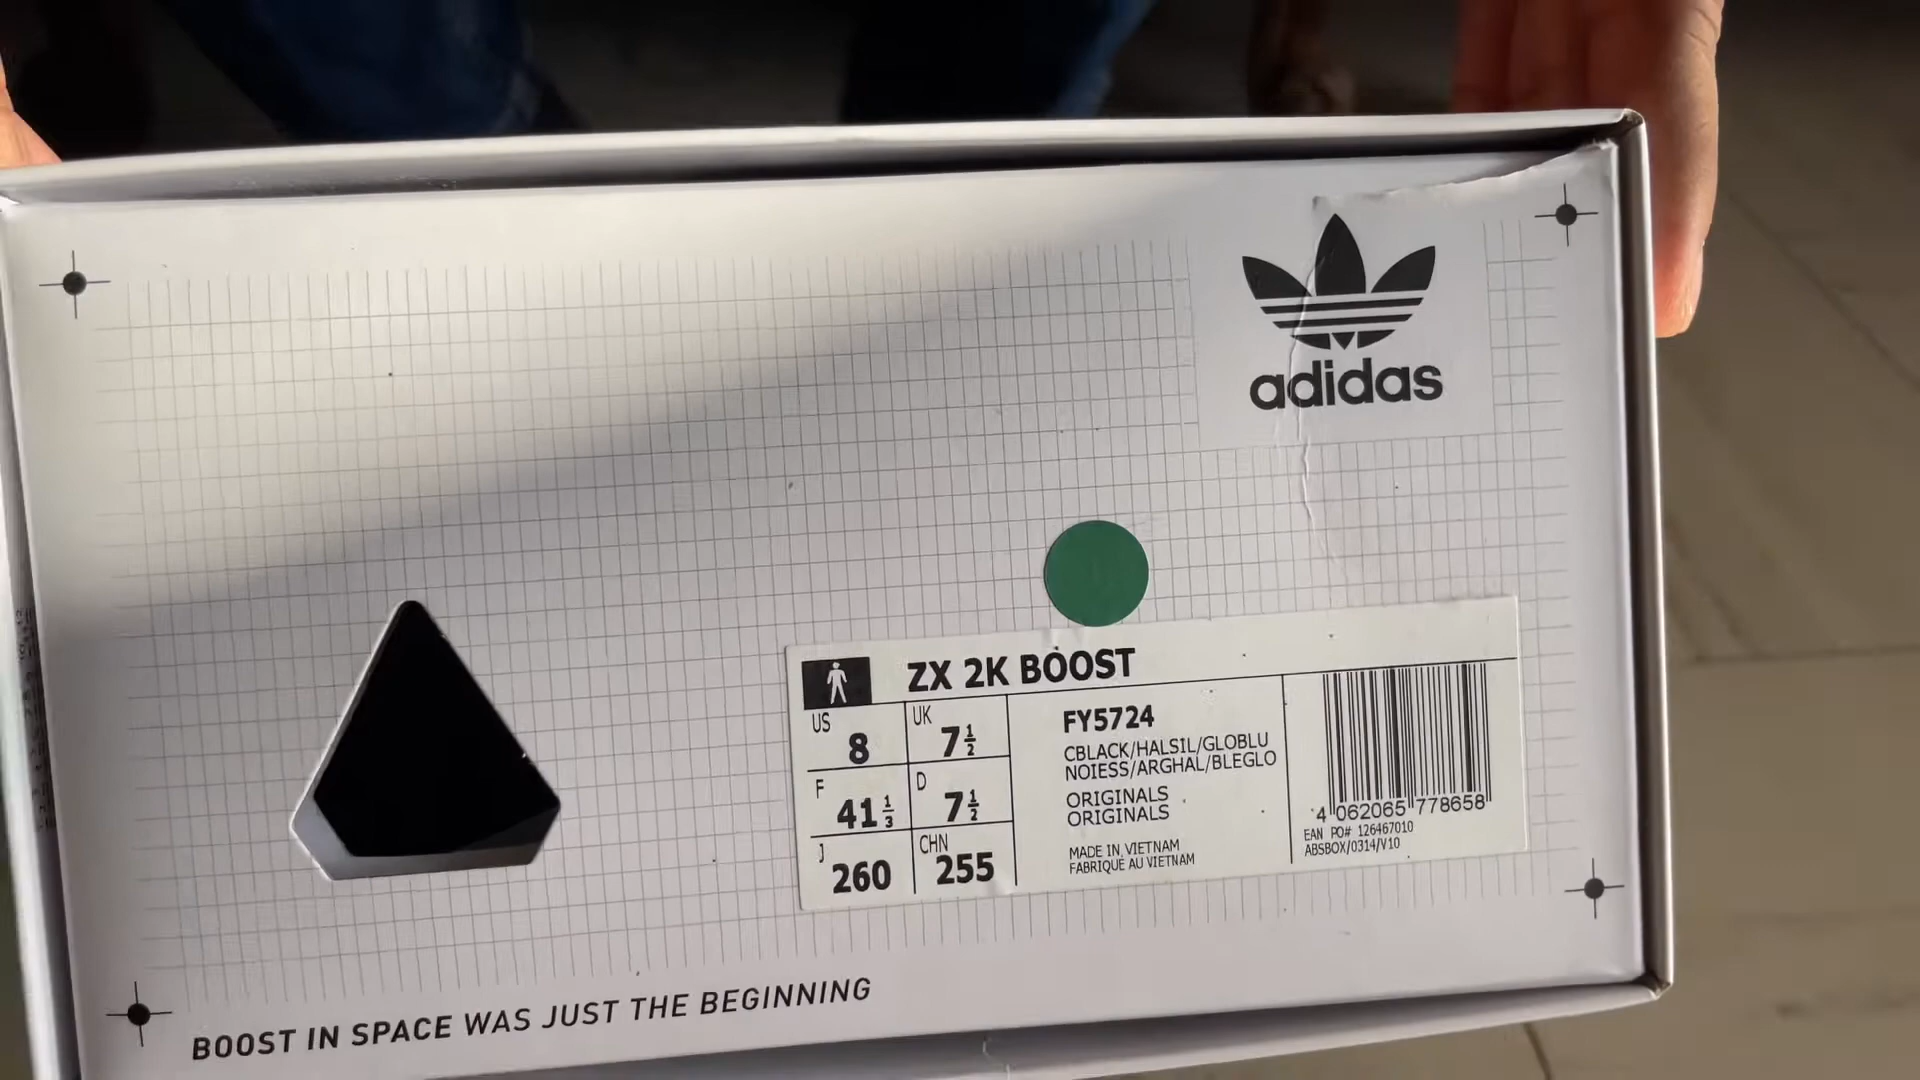 adidas
ZX 2K BOOST
US
8
UK
7½
F
41⅓
D
7½
J
260
CHN
255
FY5724
CBLACK/HALSIL/GLOBLU
NOIESS/ARGHAL/BLEGLO
ORIGINALS
ORIGINALS
MADE IN VIETNAM
FABRIQUÉ AU VIETNAM
4 062065 778658
EAN PO# 126467010
ABSBOX/0314/V10
BOOST IN SPACE WAS JUST THE BEGINNING